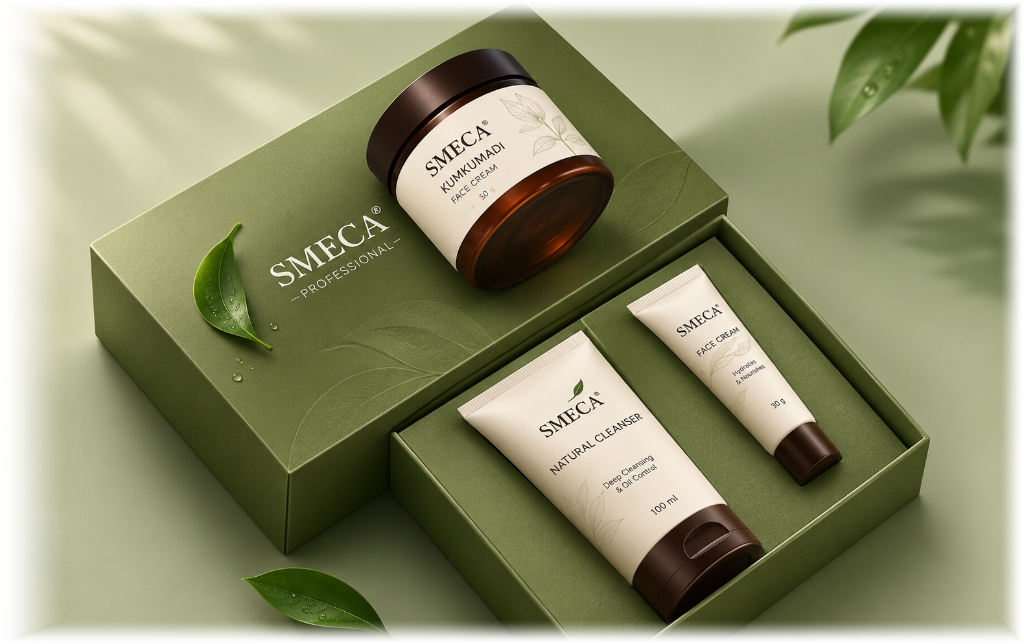 SMECA®
KUMKUMADI
FACE CREAM
50 g
SMECA®
PROFESSIONAL
SMECA®
FACE CREAM
Hydrates
& Nourishes
30 g
SMECA®
NATURAL CLEANSER
Deep Cleansing
& Oil Control
100 ml